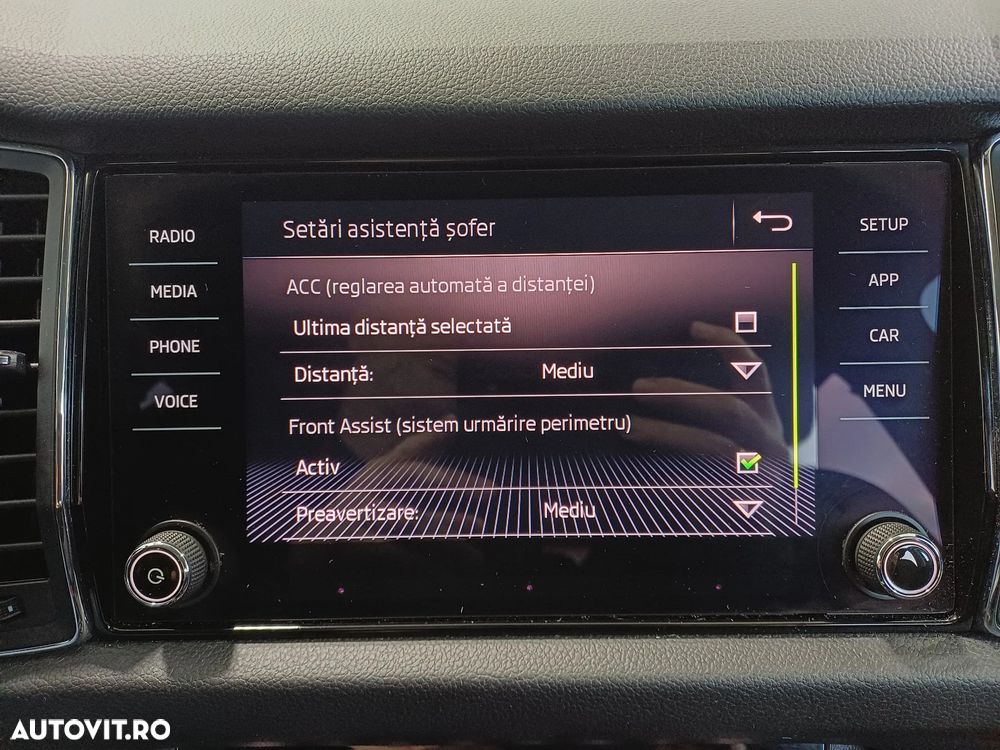 RADIO
MEDIA
PHONE
VOICE
Setări asistență șofer
ACC (reglarea automată a distanței)
Ultima distanță selectată
Distanță: Mediu
Front Assist (sistem urmărire perimetru)
Activ
Preavertizare: Mediu
SETUP
APP
CAR
MENU
AUTOVIT.RO